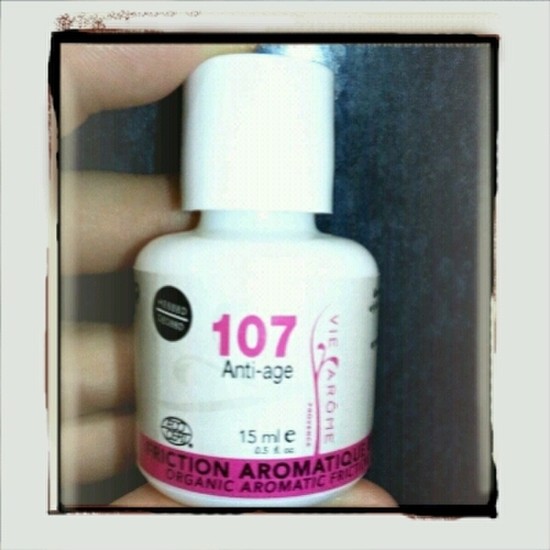 107
Anti-age
VIE ARÔME
PROVENCE
15 ml e
0.5 fl. oz
FRICTION AROMATIQUE
ORGANIC AROMATIC FRICTI